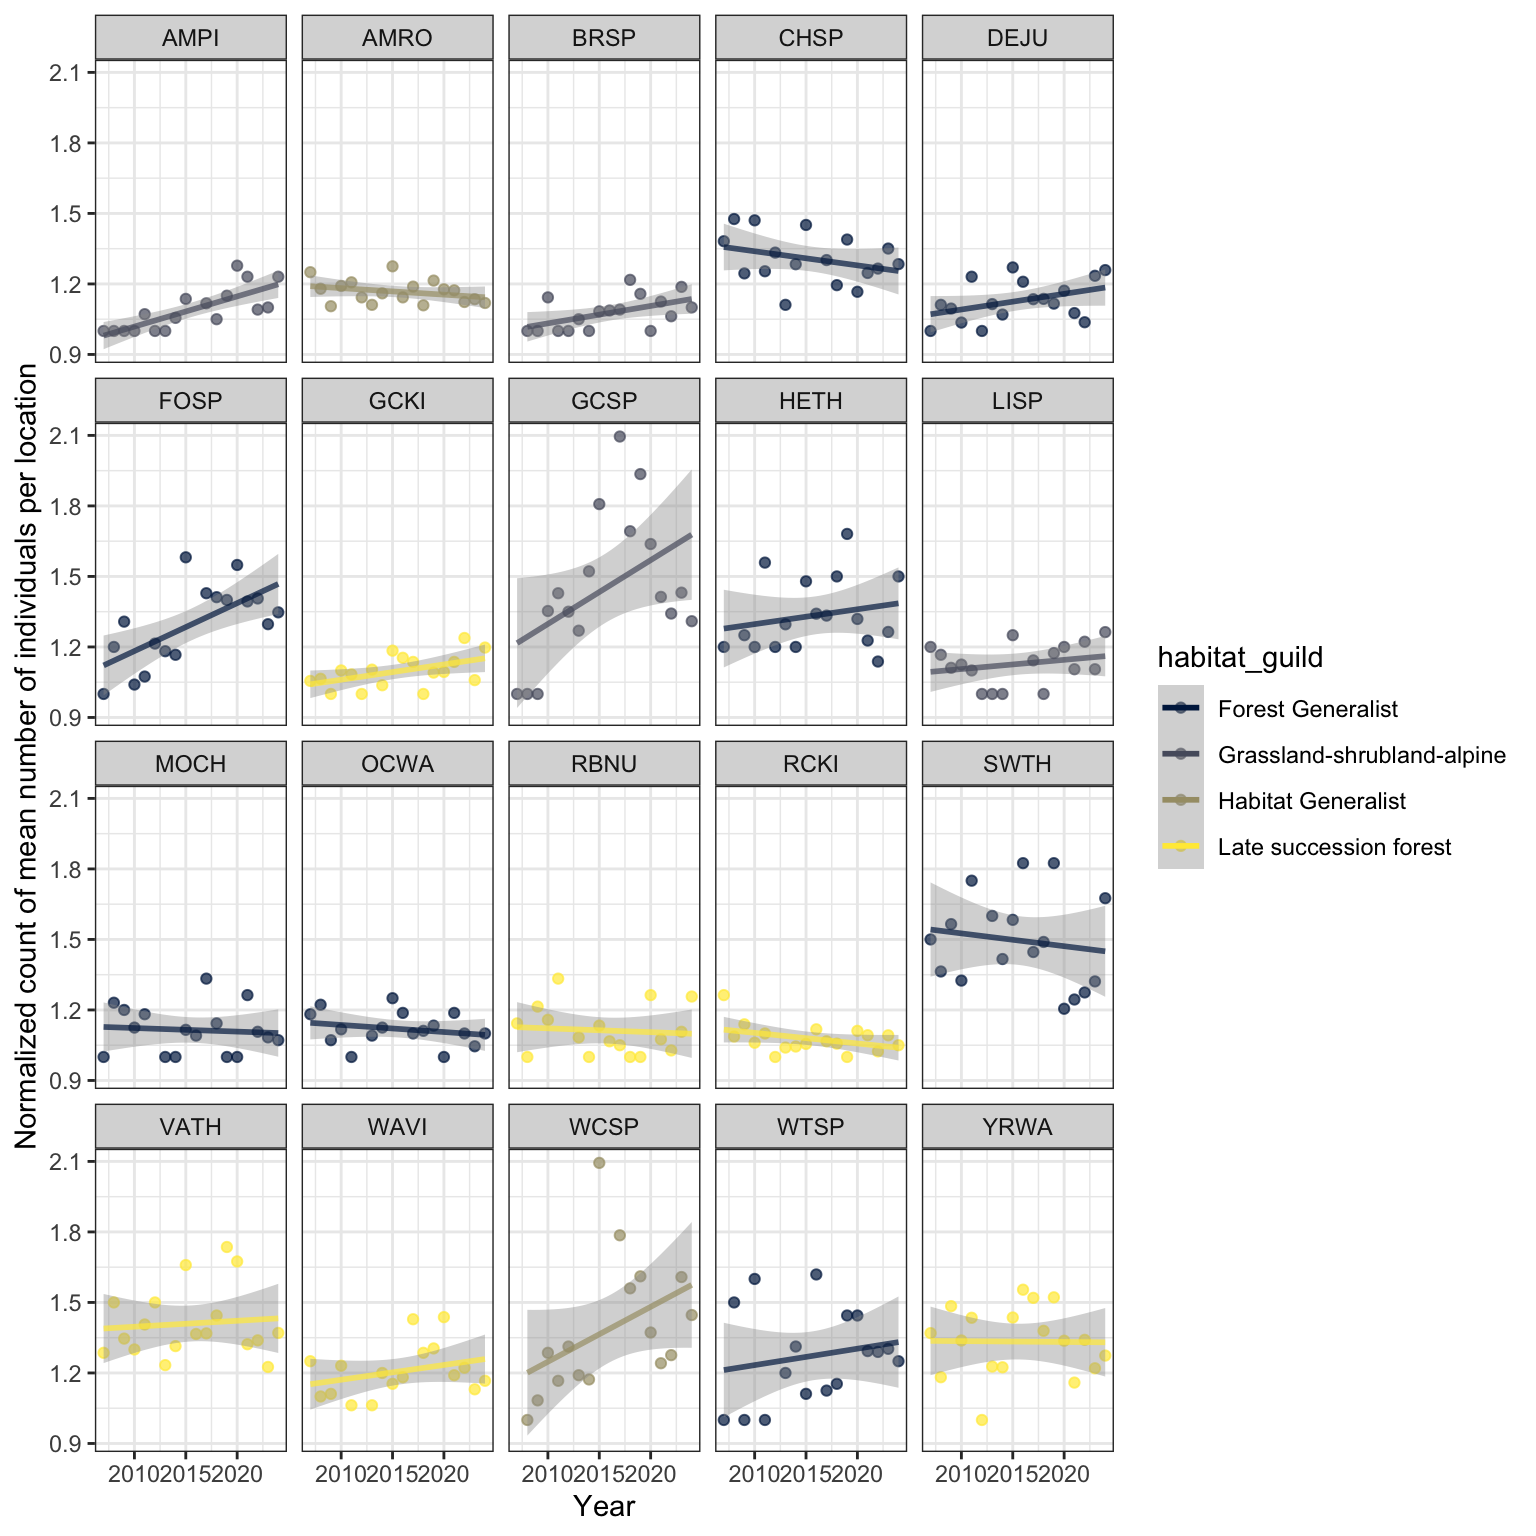 AMPI AMRO BRSP CHSP DEJU
2.1
1.8
1.5
1.2
0.9
FOSP GCKI GCSP HETH LISP
2.1
1.8
1.5
1.2
0.9
MOCH OCWA RBNU RCKI SWTH
2.1
1.8
1.5
1.2
0.9
VATH WAVI WCSP WTSP YRWA
2.1
1.8
1.5
1.2
0.9
2010 2015 2020 2010 2015 2020 2010 2015 2020 2010 2015 2020 2010 2015 2020
Year
Normalized count of mean number of individuals per location
habitat_guild
Forest Generalist
Grassland-shrubland-alpine
Habitat Generalist
Late succession forest